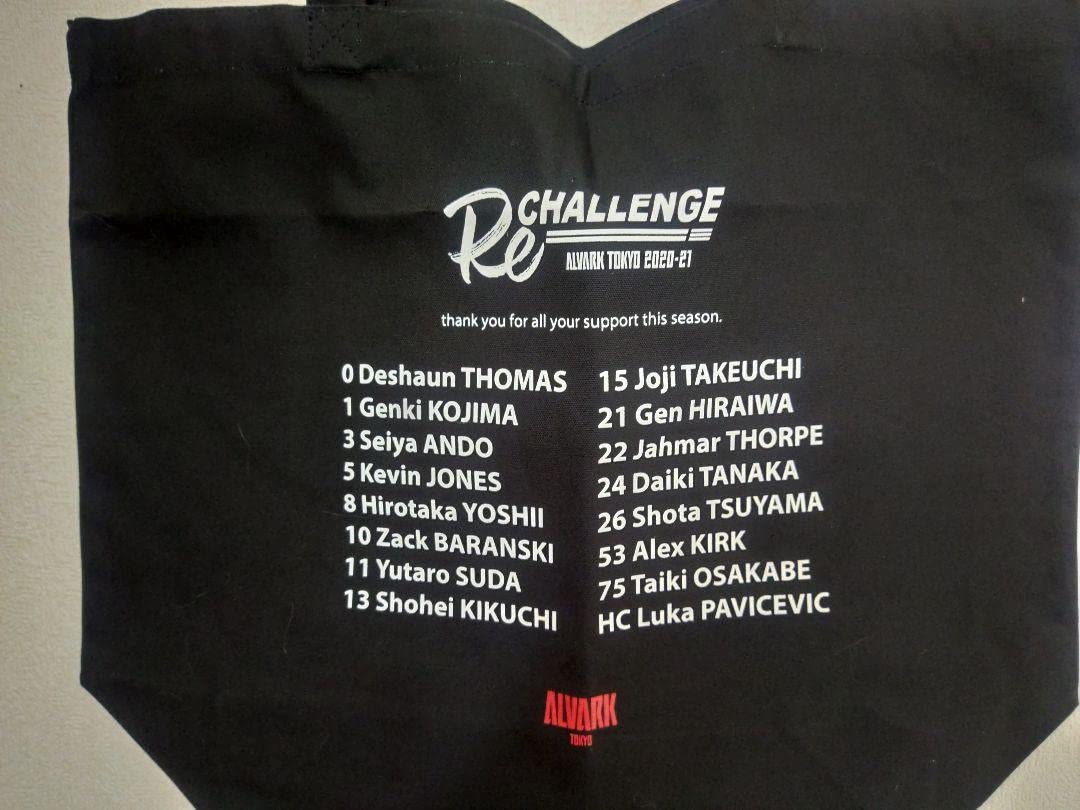 Re CHALLENGE
ALVARK TOKYO 2020-21
thank you for all your support this season.
0 Deshaun THOMAS
1 Genki KOJIMA
3 Seiya ANDO
5 Kevin JONES
8 Hirotaka YOSHII
10 Zack BARANSKI
11 Yutaro SUDA
13 Shohei KIKUCHI
15 Joji TAKEUCHI
21 Gen HIRAIWA
22 Jahmar THORPE
24 Daiki TANAKA
26 Shota TSUYAMA
53 Alex KIRK
75 Taiki OSAKABE
HC Luka PAVICEVIC
ALVARK
TOKYO